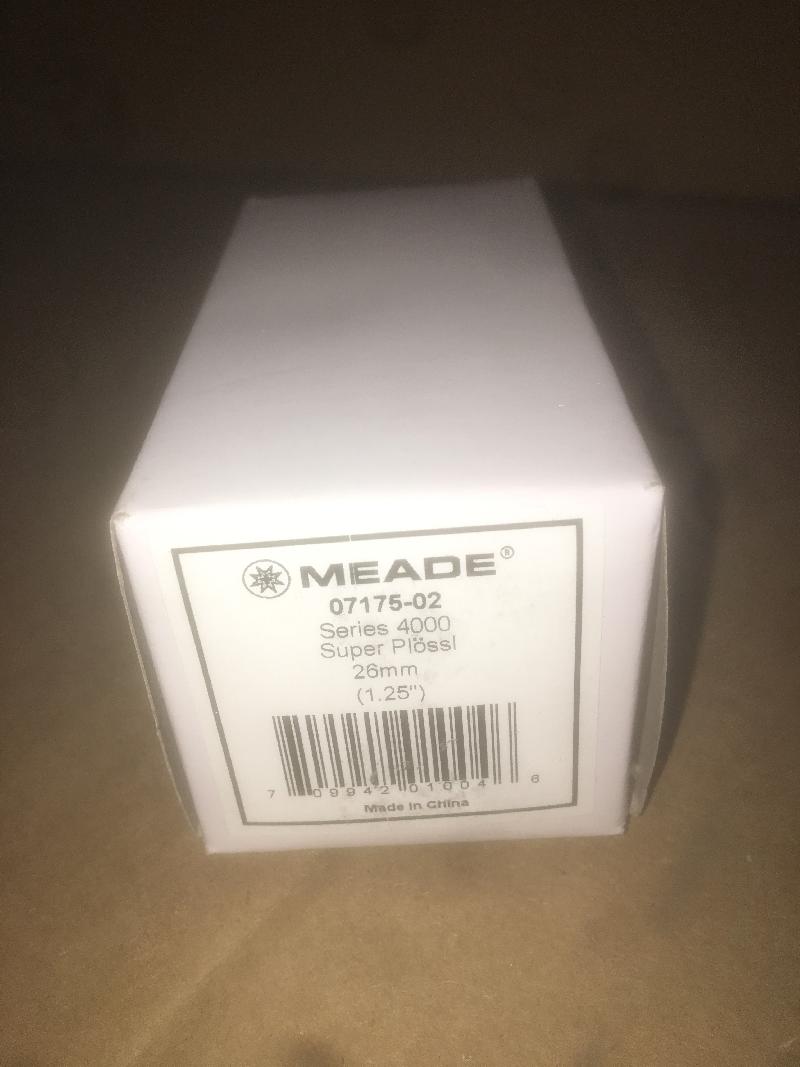 MEADE®
07175-02
Series 4000
Super Plössl
26mm
(1.25")
7 09942 01004 6
Made in China